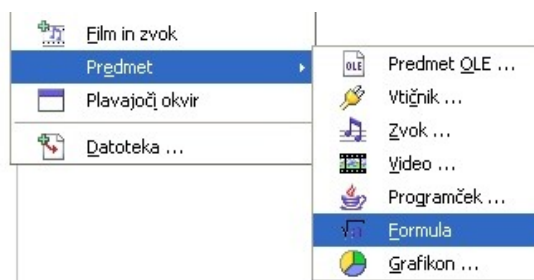 Film in zvok
Predmet
Plavajoči okvir
Datoteka ...
OLE
Predmet OLE ...
Vtičnik ...
Zvok ...
Video ...
Programček ...
Formula
Grafikon ...